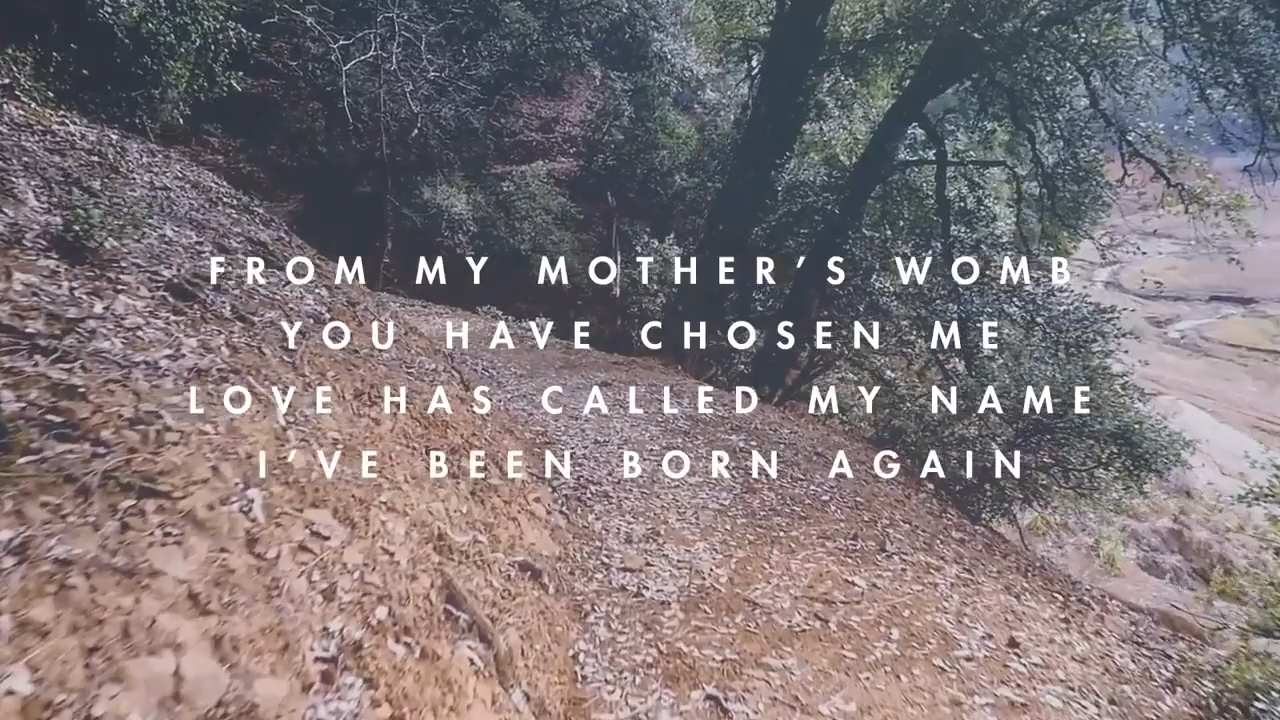 FROM MY MOTHER’S WOMB
YOU HAVE CHOSEN ME
LOVE HAS CALLED MY NAME
I’VE BEEN BORN AGAIN